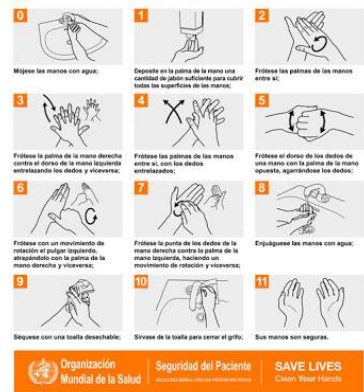 0
Mójese las manos con agua;
1
Deposite en la palma de la mano una
cantidad de jabón suficiente para cubrir
todas las superficies de las manos;
2
Frótese las palmas de las manos
entre sí;
3
Frótese la palma de la mano derecha
contra el dorso de la mano izquierda
entrelazando los dedos y viceversa;
4
Frótese las palmas de las manos
entre sí, con los dedos
entrelazados;
5
Frótese el dorso de los dedos de
una mano con la palma de la mano
opuesta, agarrándose los dedos;
6
Frótese con un movimiento de
rotación el pulgar izquierdo,
atrapándolo con la palma de la
mano derecha y viceversa;
7
Frótese la punta de los dedos de la
mano derecha contra la palma de la
mano izquierda, haciendo un
movimiento de rotación y viceversa;
8
Enjuáguese las manos con agua;
9
Séquese con una toalla desechable;
10
Sírvase de la toalla para cerrar el grifo;
11
Sus manos son seguras.
Organización
Mundial de la Salud
Seguridad del Paciente
SAVE LIVES
Clean Your Hands